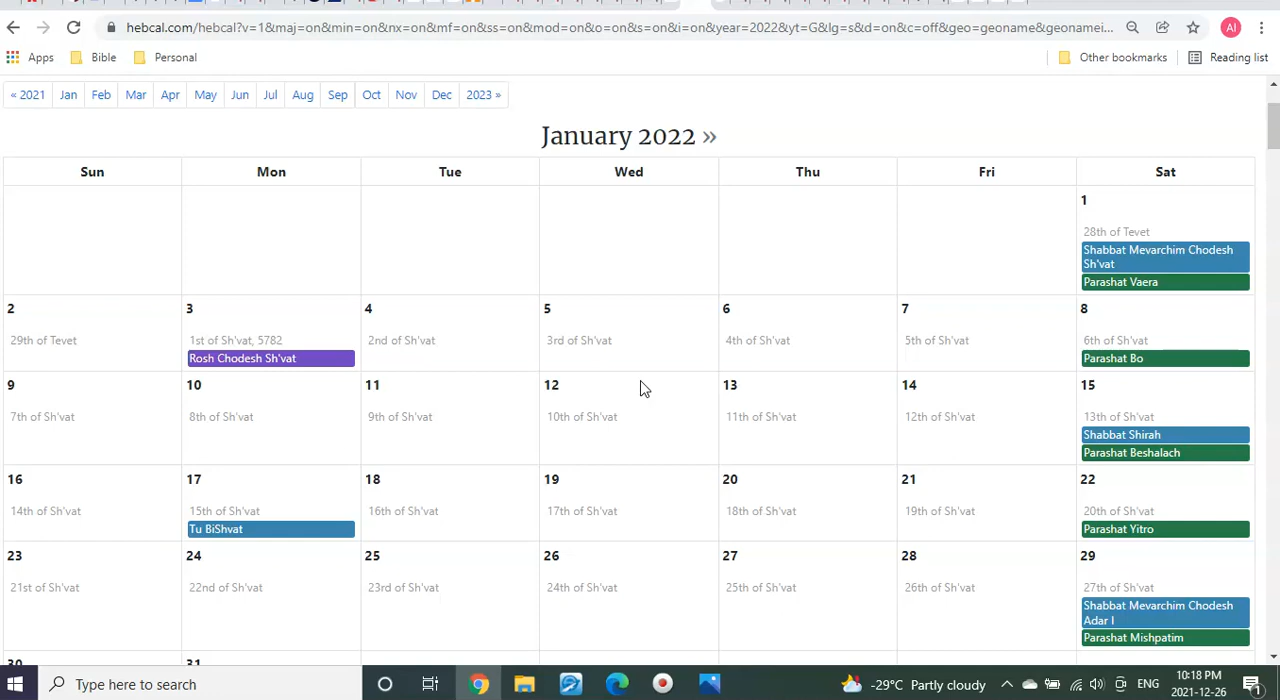 hebcal.com/hebcal?v=1&maj=on&min=on&nx=on&mf=on&ss=on&mod=on&o=on&s=on&i=on&year=2022&yt=G&lg=s&d=on&c=off&geo=geoname&geonamei...
AI
Apps Bible Personal Other bookmarks Reading list
« 2021 Jan Feb Mar Apr May Jun Jul Aug Sep Oct Nov Dec 2023 »
January 2022 »
Sun Mon Tue Wed Thu Fri Sat
1
28th of Tevet
Shabbat Mevarchim Chodesh
Sh'vat
Parashat Vaera
2 3 4 5 6 7 8
29th of Tevet 1st of Sh'vat, 5782 2nd of Sh'vat 3rd of Sh'vat 4th of Sh'vat 5th of Sh'vat 6th of Sh'vat
Rosh Chodesh Sh'vat Parashat Bo
9 10 11 12 13 14 15
7th of Sh'vat 8th of Sh'vat 9th of Sh'vat 10th of Sh'vat 11th of Sh'vat 12th of Sh'vat 13th of Sh'vat
Shabbat Shirah
Parashat Beshalach
16 17 18 19 20 21 22
14th of Sh'vat 15th of Sh'vat 16th of Sh'vat 17th of Sh'vat 18th of Sh'vat 19th of Sh'vat 20th of Sh'vat
Tu BiShvat Parashat Yitro
23 24 25 26 27 28 29
21st of Sh'vat 22nd of Sh'vat 23rd of Sh'vat 24th of Sh'vat 25th of Sh'vat 26th of Sh'vat 27th of Sh'vat
Shabbat Mevarchim Chodesh
Adar I
Parashat Mishpatim
30 31
Type here to search -29°C Partly cloudy ENG 10:18 PM
2021-12-26 1